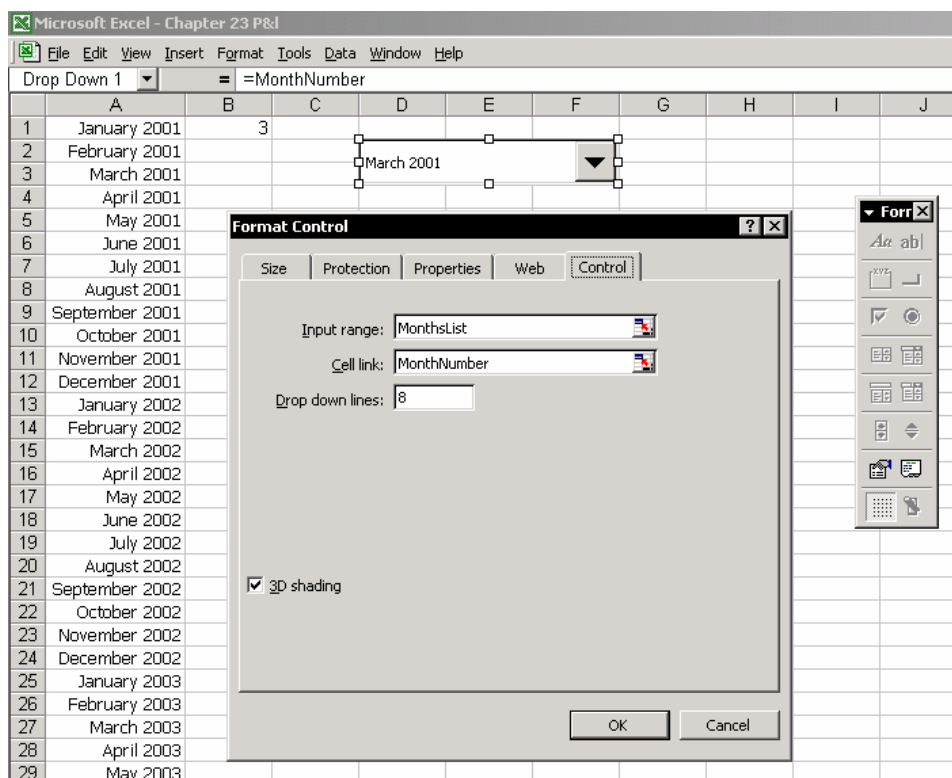 Microsoft Excel - Chapter 23 P&l
File Edit View Insert Format Tools Data Window Help
Drop Down 1 = =MonthNumber
A B C D E F G H I J
1 January 2001 3
2 February 2001
March 2001
3 March 2001
4 April 2001
5 May 2001
6 June 2001
7 July 2001
8 August 2001
9 September 2001
10 October 2001
11 November 2001
12 December 2001
13 January 2002
14 February 2002
15 March 2002
16 April 2002
17 May 2002
18 June 2002
19 July 2002
20 August 2002
21 September 2002
22 October 2002
23 November 2002
24 December 2002
25 January 2003
26 February 2003
27 March 2003
28 April 2003
29 May 2003
Format Control ?
Size Protection Properties Web Control
Input range: MonthsList
Cell link: MonthNumber
Drop down lines: 8
3D shading
OK Cancel
Forr
Aa ab|
xyz